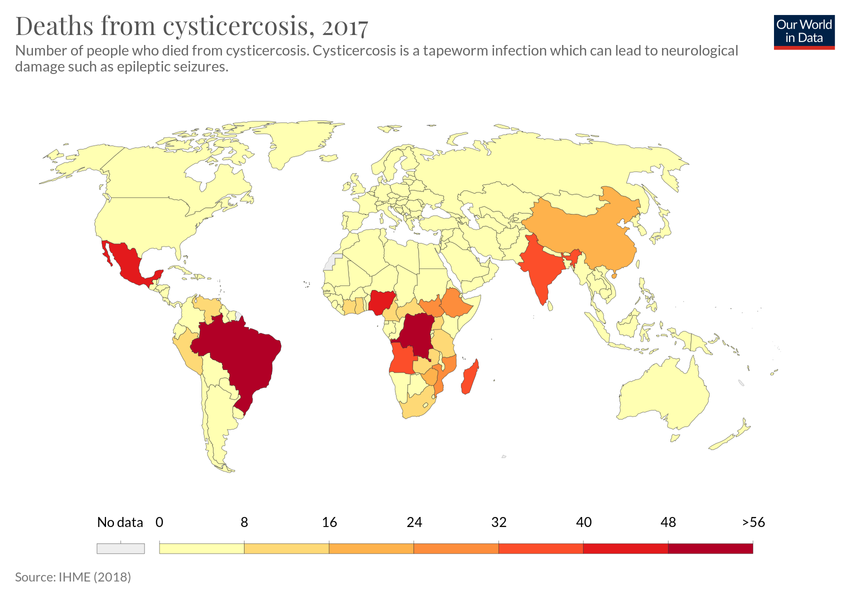 Deaths from cysticercosis, 2017
Our World
in Data
Number of people who died from cysticercosis. Cysticercosis is a tapeworm infection which can lead to neurological
damage such as epileptic seizures.
No data 0 8 16 24 32 40 48 >56
Source: IHME (2018)